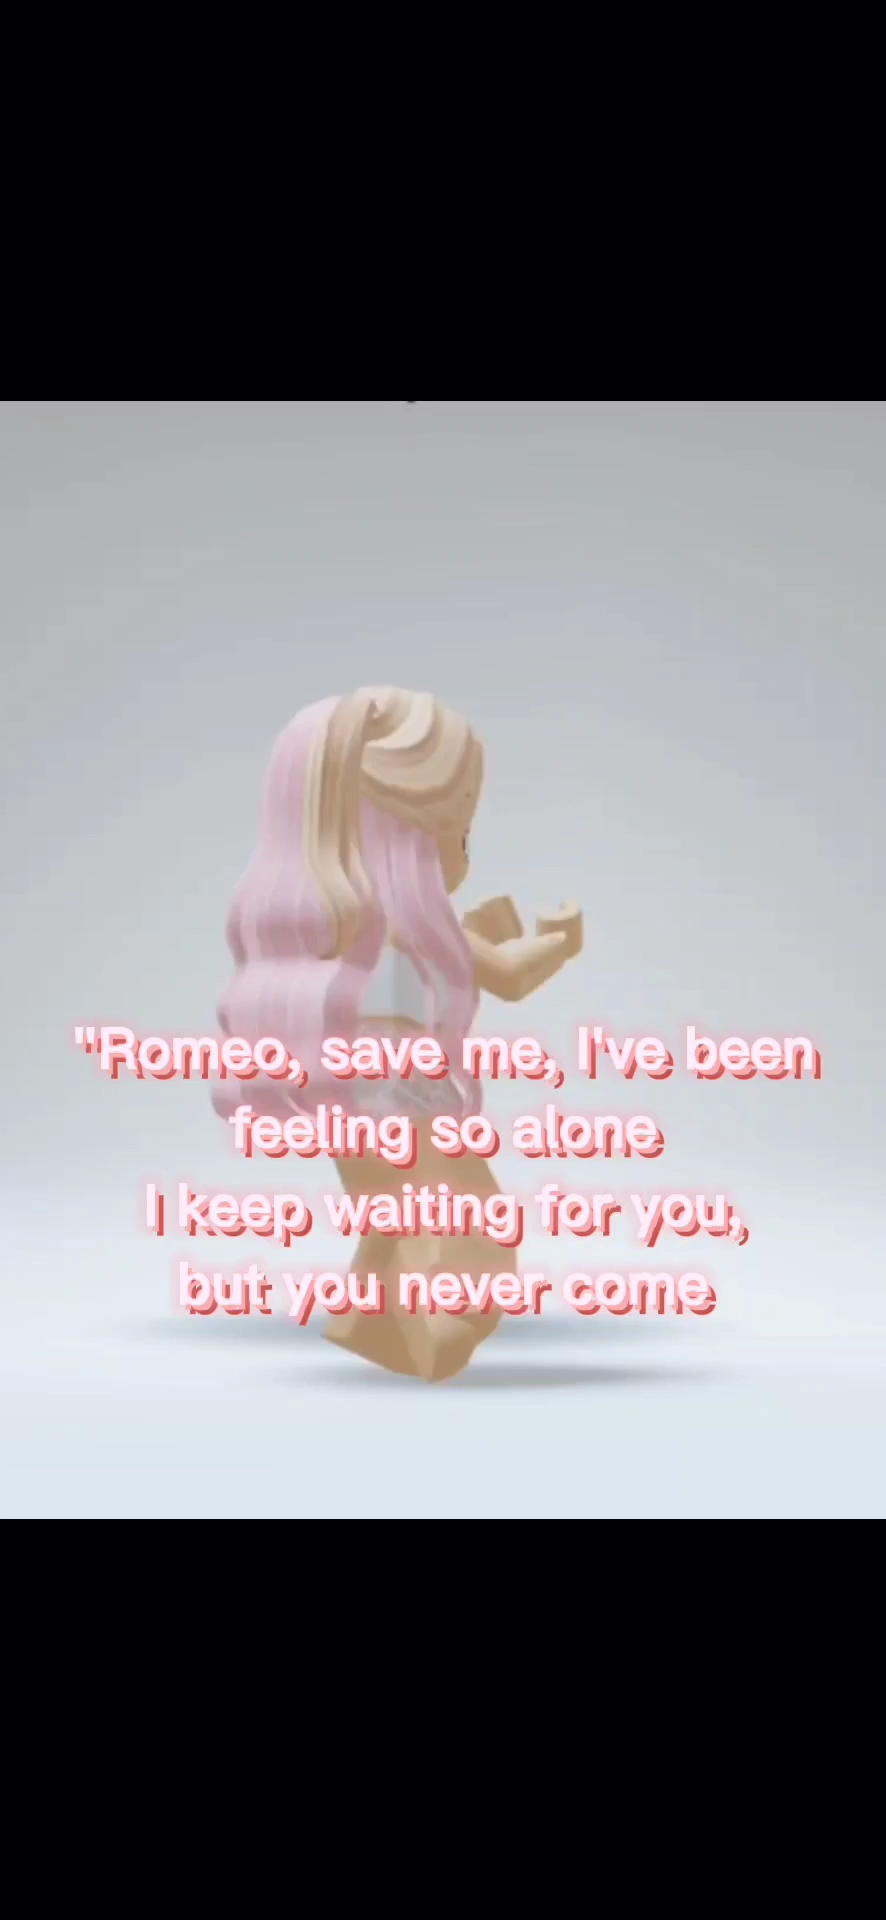 "Romeo, save me, I've been
feeling so alone
I keep waiting for you,
but you never come